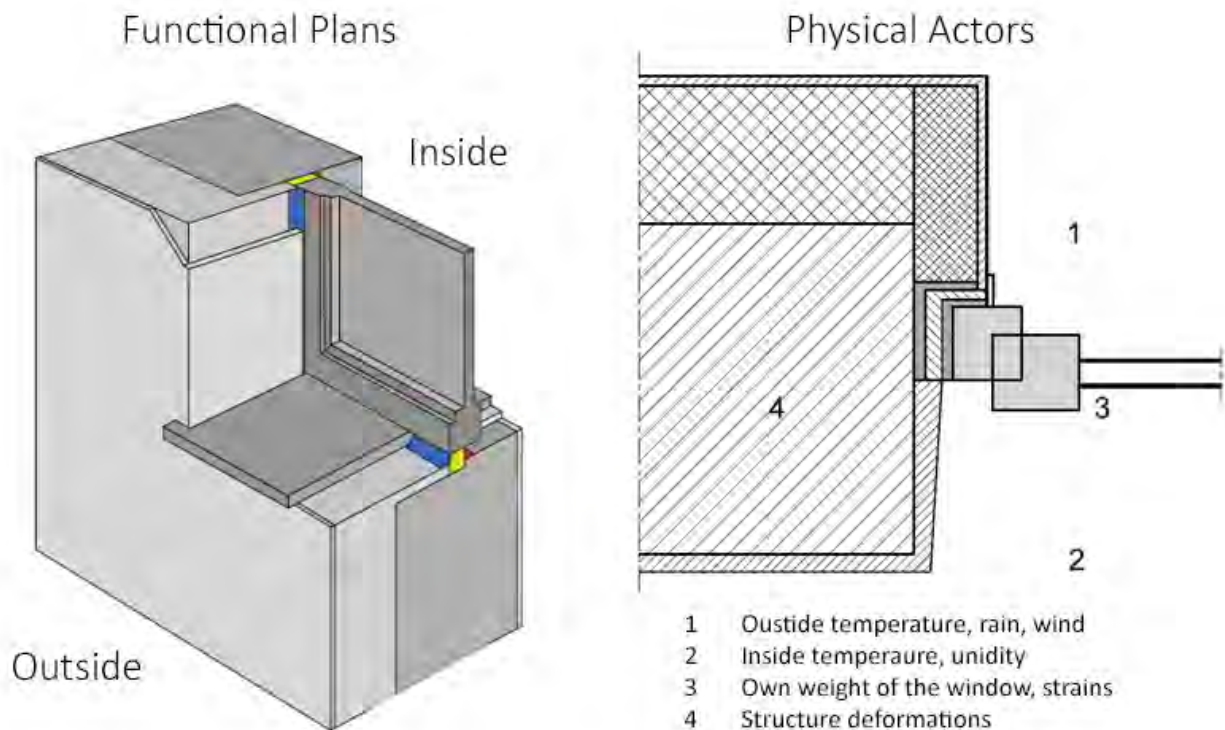 Functional Plans
Physical Actors
Inside
Outside
1
4
3
2
1 Oustide temperature, rain, wind
2 Inside temperaure, unidity
3 Own weight of the window, strains
4 Structure deformations